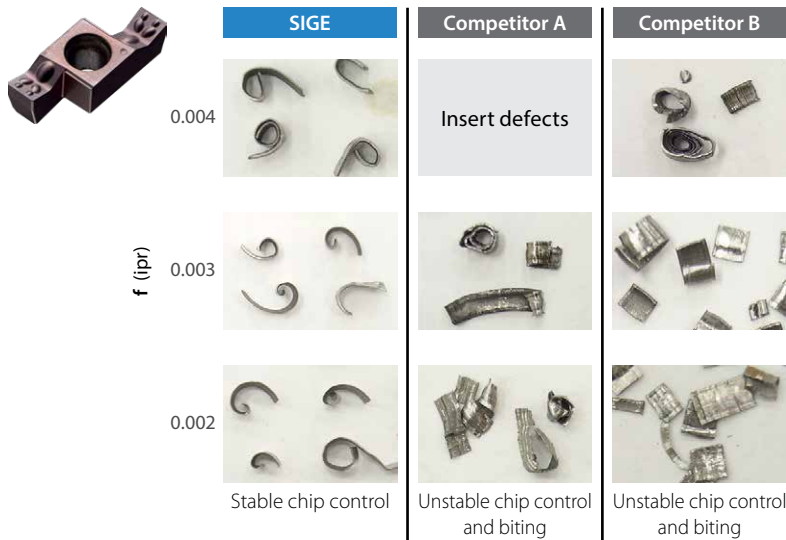 SIGE
Competitor A
Competitor B
0.004
Insert defects
f (ipr)
0.003
0.002
Stable chip control
Unstable chip control
and biting
Unstable chip control
and biting